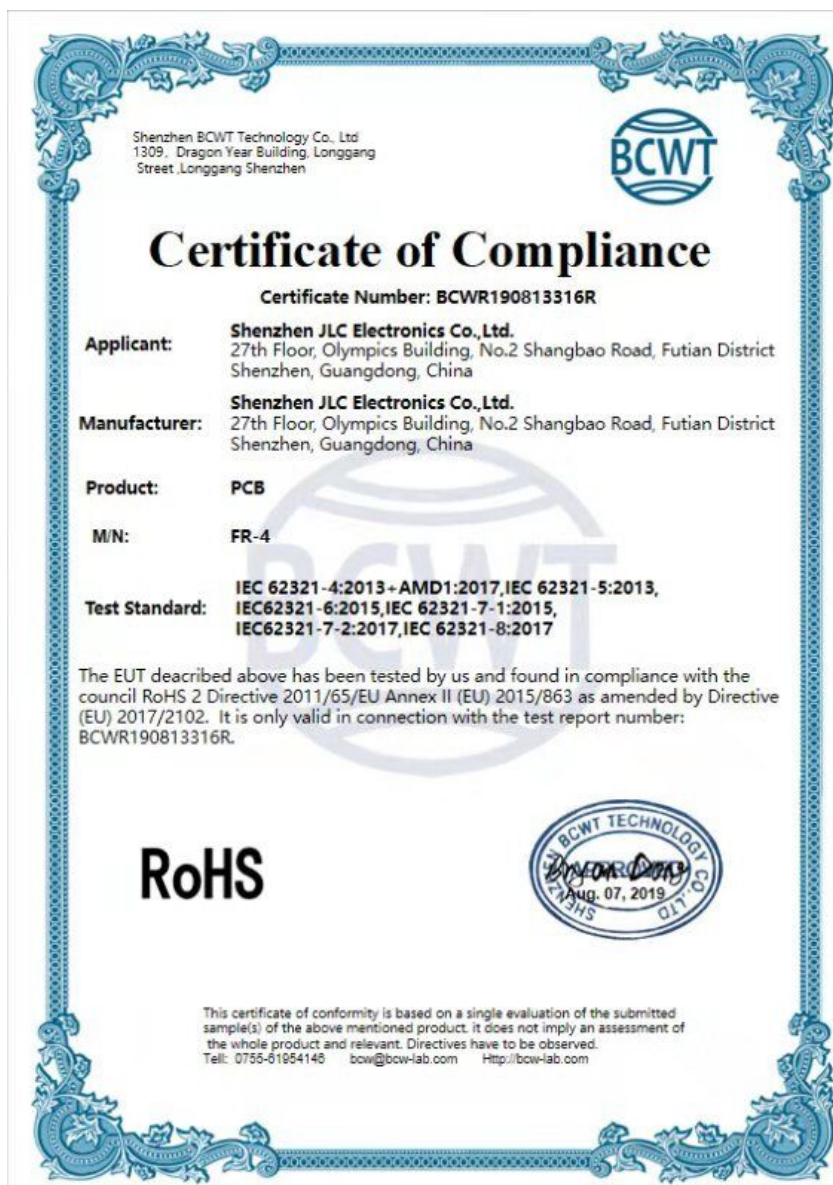 Shenzhen BCWT Technology Co., Ltd
1309, Dragon Year Building, Longgang
Street ,Longgang Shenzhen
BCWT
Certificate of Compliance
Certificate Number: BCWR190813316R
Applicant:
Shenzhen JLC Electronics Co.,Ltd.
27th Floor, Olympics Building, No.2 Shangbao Road, Futian District
Shenzhen, Guangdong, China
Manufacturer:
Shenzhen JLC Electronics Co.,Ltd.
27th Floor, Olympics Building, No.2 Shangbao Road, Futian District
Shenzhen, Guangdong, China
Product: PCB
M/N: FR-4
Test Standard:
IEC 62321-4:2013+AMD1:2017,IEC 62321-5:2013,
IEC62321-6:2015,IEC 62321-7-1:2015,
IEC62321-7-2:2017,IEC 62321-8:2017
BCWT
The EUT deacribed above has been tested by us and found in compliance with the
council RoHS 2 Directive 2011/65/EU Annex II (EU) 2015/863 as amended by Directive
(EU) 2017/2102. It is only valid in connection with the test report number:
BCWR190813316R.
RoHS
SHENZHEN BCWT TECHNOLOGY CO.,LTD
APPROVED
Aug. 07, 2019
This certificate of conformity is based on a single evaluation of the submitted
sample(s) of the above mentioned product. it does not imply an assessment of
the whole product and relevant. Directives have to be observed.
Tell: 0755-61954146 bcw@bcw-lab.com Http://bcw-lab.com